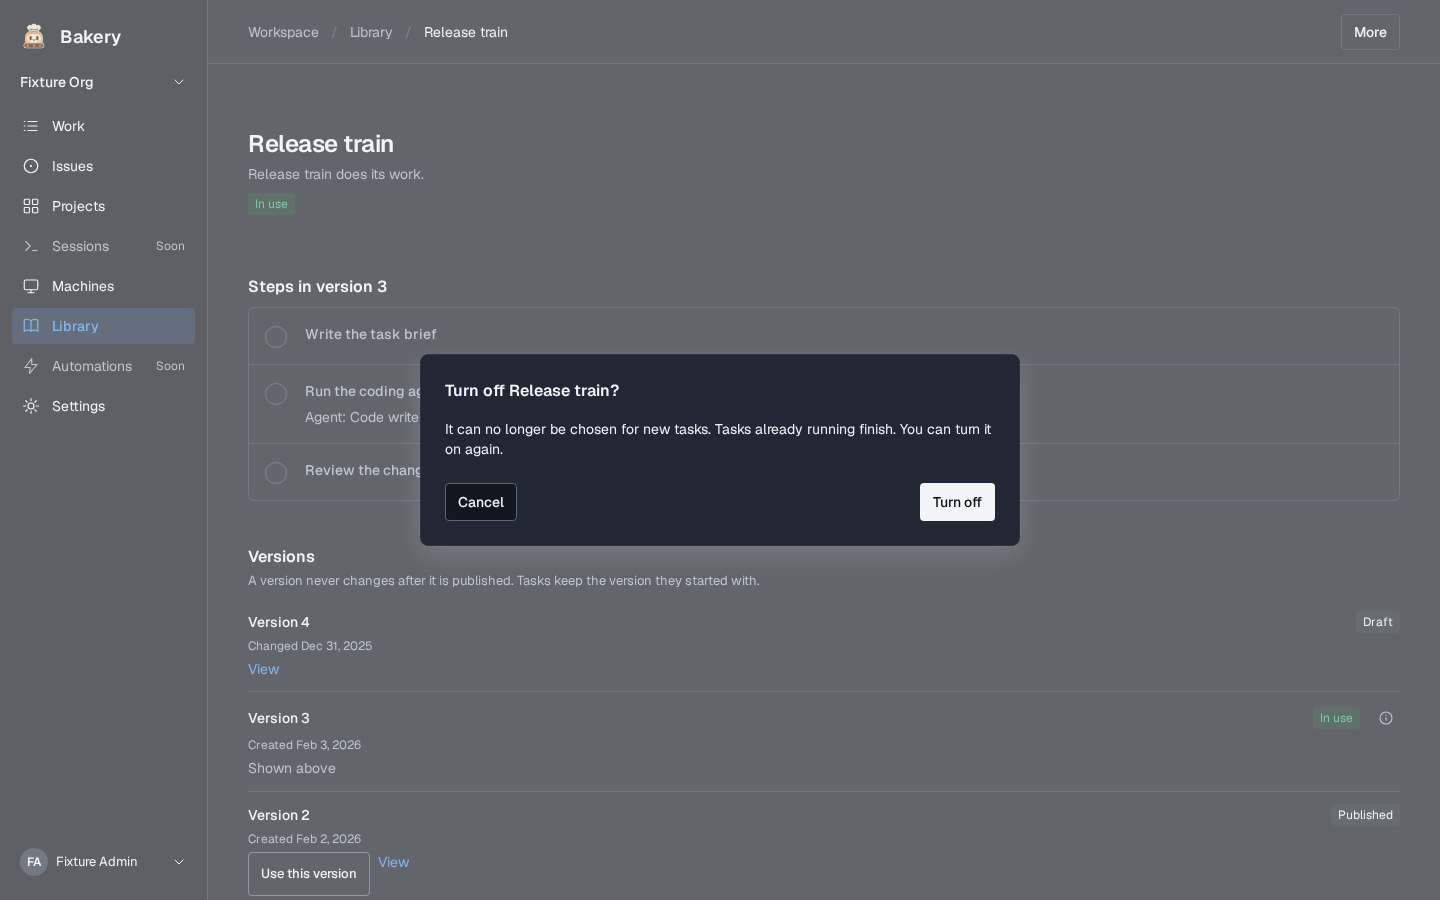 Bakery
Fixture Org
Work
Issues
Projects
Sessions Soon
Machines
Library
Automations Soon
Settings
FA Fixture Admin
Workspace / Library / Release train
More
Release train
Release train does its work.
In use
Steps in version 3
Write the task brief
Run the coding ag
Agent: Code write
Review the chang
Turn off Release train?
It can no longer be chosen for new tasks. Tasks already running finish. You can turn it
on again.
Cancel
Turn off
Versions
A version never changes after it is published. Tasks keep the version they started with.
Version 4
Draft
Changed Dec 31, 2025
View
Version 3
In use
Created Feb 3, 2026
Shown above
Version 2
Published
Created Feb 2, 2026
Use this version
View